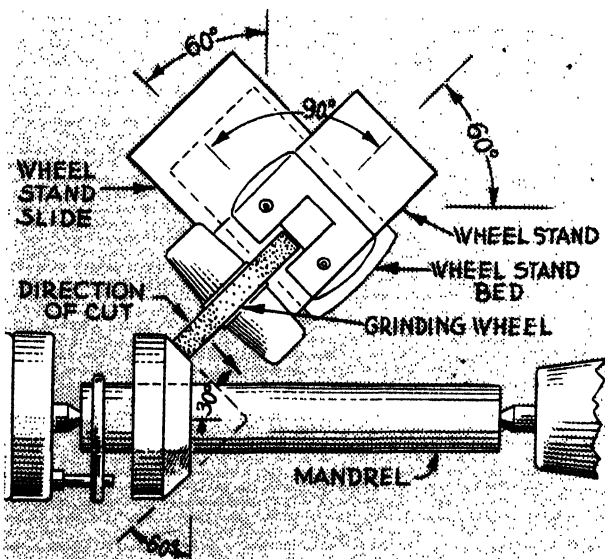 60°
90°
60°
WHEEL
STAND
SLIDE
WHEEL STAND
WHEEL STAND
BED
DIRECTION
OF CUT
GRINDING WHEEL
30°
MANDREL
60°